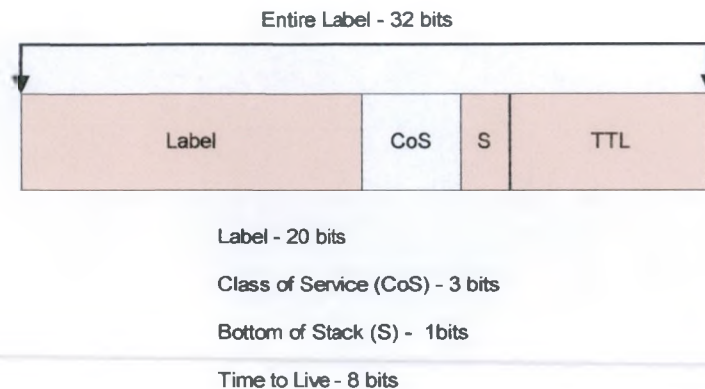 Entire Label - 32 bits
Label CoS S TTL
Label - 20 bits
Class of Service (CoS) - 3 bits
Bottom of Stack (S) - 1bits
Time to Live - 8 bits